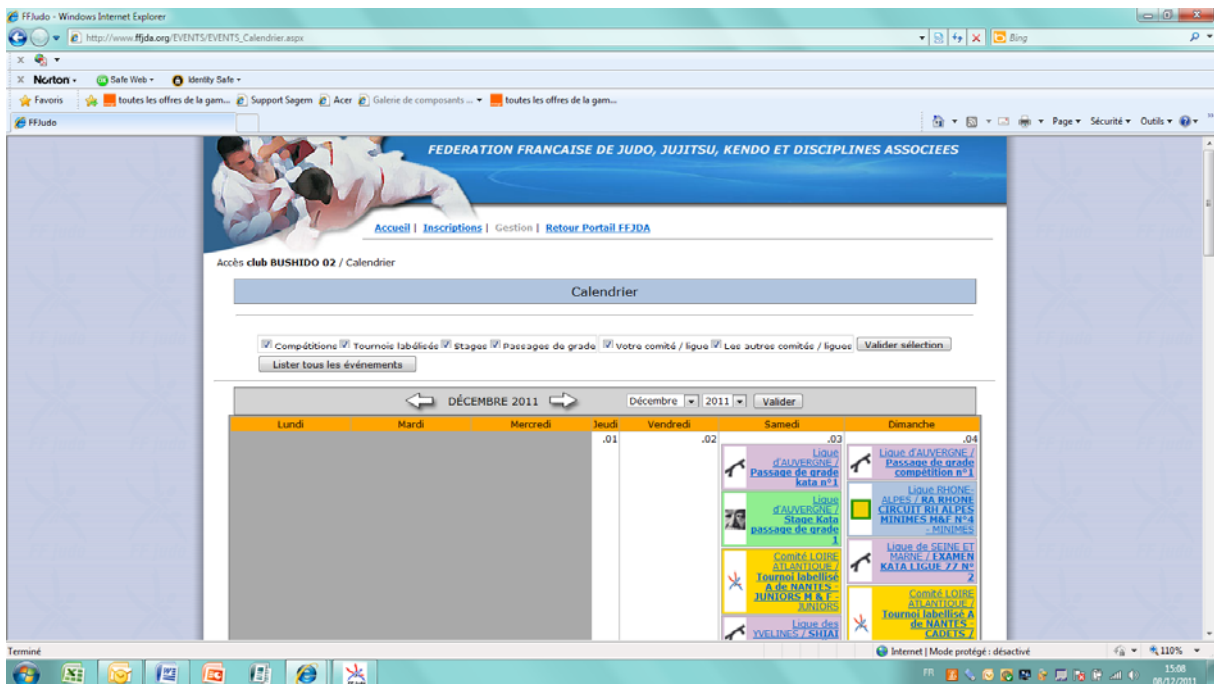 FFJudo - Windows Internet Explorer
http://www.ffjda.org/EVENTS/EVENTS_Calendrier.aspx
Bing
X
X Norton - Safe Web - Identity Safe -
Favoris toutes les offres de la gam... Support Sagem Acer Galerie de composants ... toutes les offres de la gam...
FFJudo Page Sécurité Outils
FEDERATION FRANCAISE DE JUDO, JUJITSU, KENDO ET DISCIPLINES ASSOCIEES
Accueil | Inscriptions | Gestion | Retour Portail FFJDA
Accès club BUSHIDO 02 / Calendrier
Calendrier
Compétitions Tournois labélisés Stages Passages de grade Votre comité / ligue Les autres comités / ligues Valider sélection
Lister tous les événements
DÉCEMBRE 2011 Décembre 2011 Valider
Lundi Mardi Mercredi Jeudi Vendredi Samedi Dimanche
.01 .02 .03 .04
Ligue
d'AUVERGNE /
Passage de grade
kata n°1
Ligue
d'AUVERGNE /
Stage Kata
passage de grade
1
Comité LOIRE
ATLANTIQUE /
Tournoi labellisé
A de NANTES -
JUNIORS M & F -
JUNIORS
Ligue des
YVELINES / SHIAI
Ligue d'AUVERGNE /
Passage de grade
compétition n°1
Ligue RHONE-
ALPES / RA RHONE
CIRCUIT RH ALPES
MINIMES M&F N°4
- MINIMES
Ligue de SEINE ET
MARNE / EXAMEN
KATA LIGUE 77 N°
2
Comité LOIRE
ATLANTIQUE /
Tournoi labellisé A
de NANTES -
CADETS /
Terminé Internet | Mode protégé : désactivé 110%
FR 15:08
08/12/2011